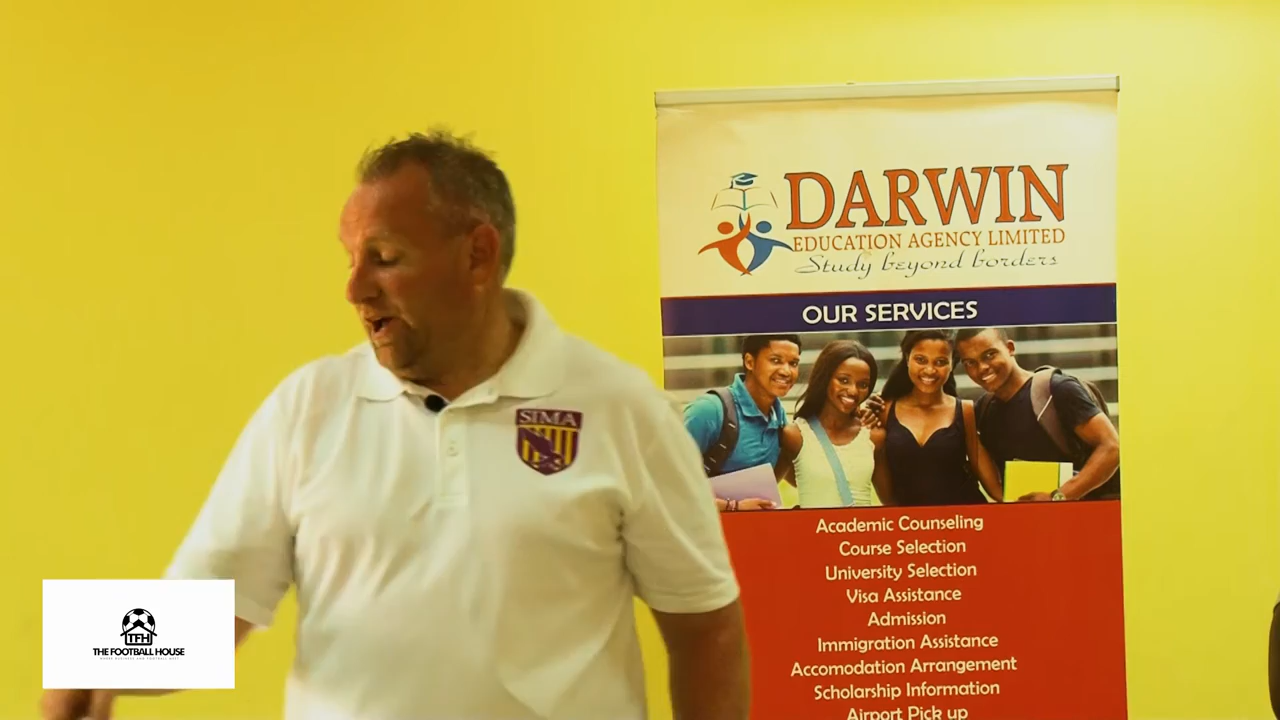 DARWIN
EDUCATION AGENCY LIMITED
Study beyond borders
OUR SERVICES
SIMA
Academic Counseling
Course Selection
University Selection
Visa Assistance
Admission
Immigration Assistance
Accomodation Arrangement
Scholarship Information
Airport Pick up
TFH
THE FOOTBALL HOUSE